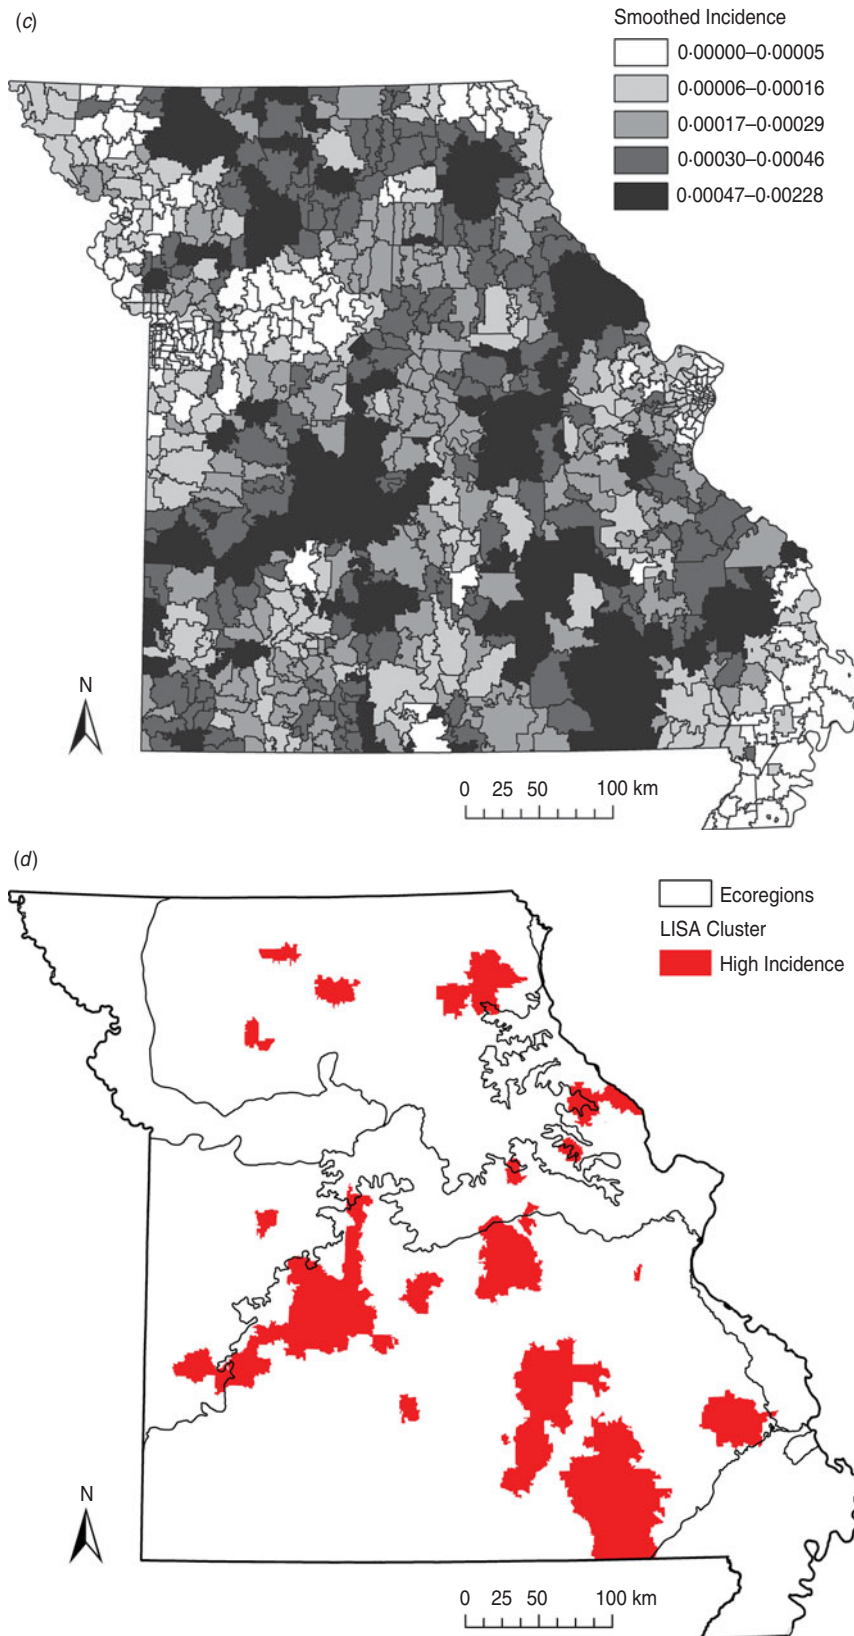 (c)
Smoothed Incidence
0·00000–0·00005
0·00006–0·00016
0·00017–0·00029
0·00030–0·00046
0·00047–0·00228
N
0 25 50 100 km
(d)
Ecoregions
LISA Cluster
High Incidence
N
0 25 50 100 km